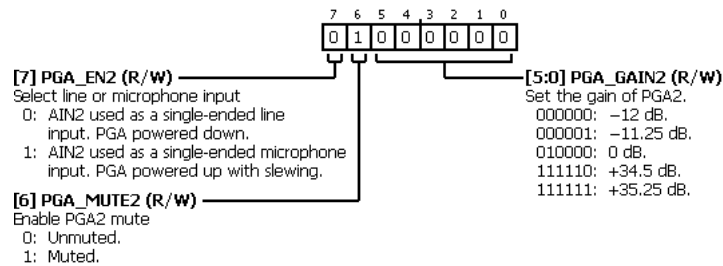 7 6 5 4 3 2 1 0
0 1 0 0 0 0 0 0
[7] PGA_EN2 (R/W)
Select line or microphone input
0: AIN2 used as a single-ended line
input. PGA powered down.
1: AIN2 used as a single-ended microphone
input. PGA powered up with slewing.
[6] PGA_MUTE2 (R/W)
Enable PGA2 mute
0: Unmuted.
1: Muted.
[5:0] PGA_GAIN2 (R/W)
Set the gain of PGA2.
000000: −12 dB.
000001: −11.25 dB.
010000: 0 dB.
111110: +34.5 dB.
111111: +35.25 dB.